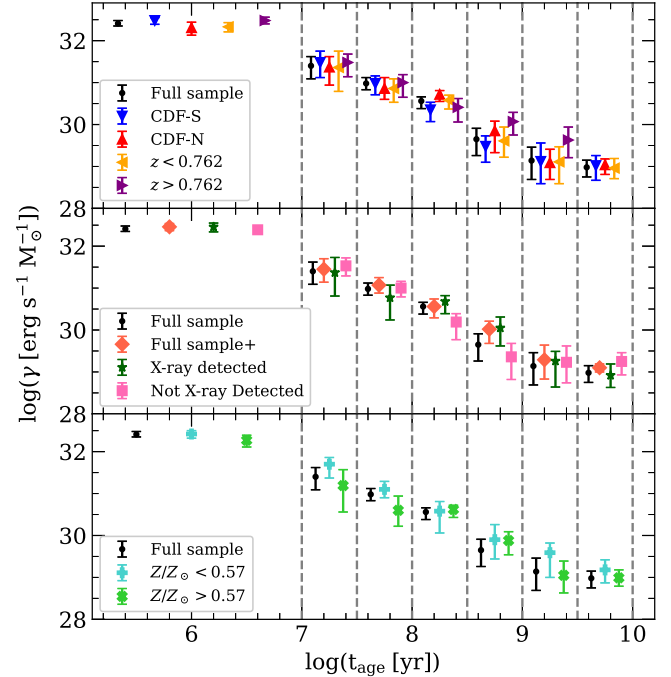 32
30
28
Full sample
CDF-S
CDF-N
z < 0.762
z > 0.762
32
30
28
Full sample
Full sample+
X-ray detected
Not X-ray Detected
32
30
28
Full sample
Z/Z⊙ < 0.57
Z/Z⊙ > 0.57
log(γ [erg s⁻¹ M⊙⁻¹])
6 7 8 9 10
log(t_age [yr])